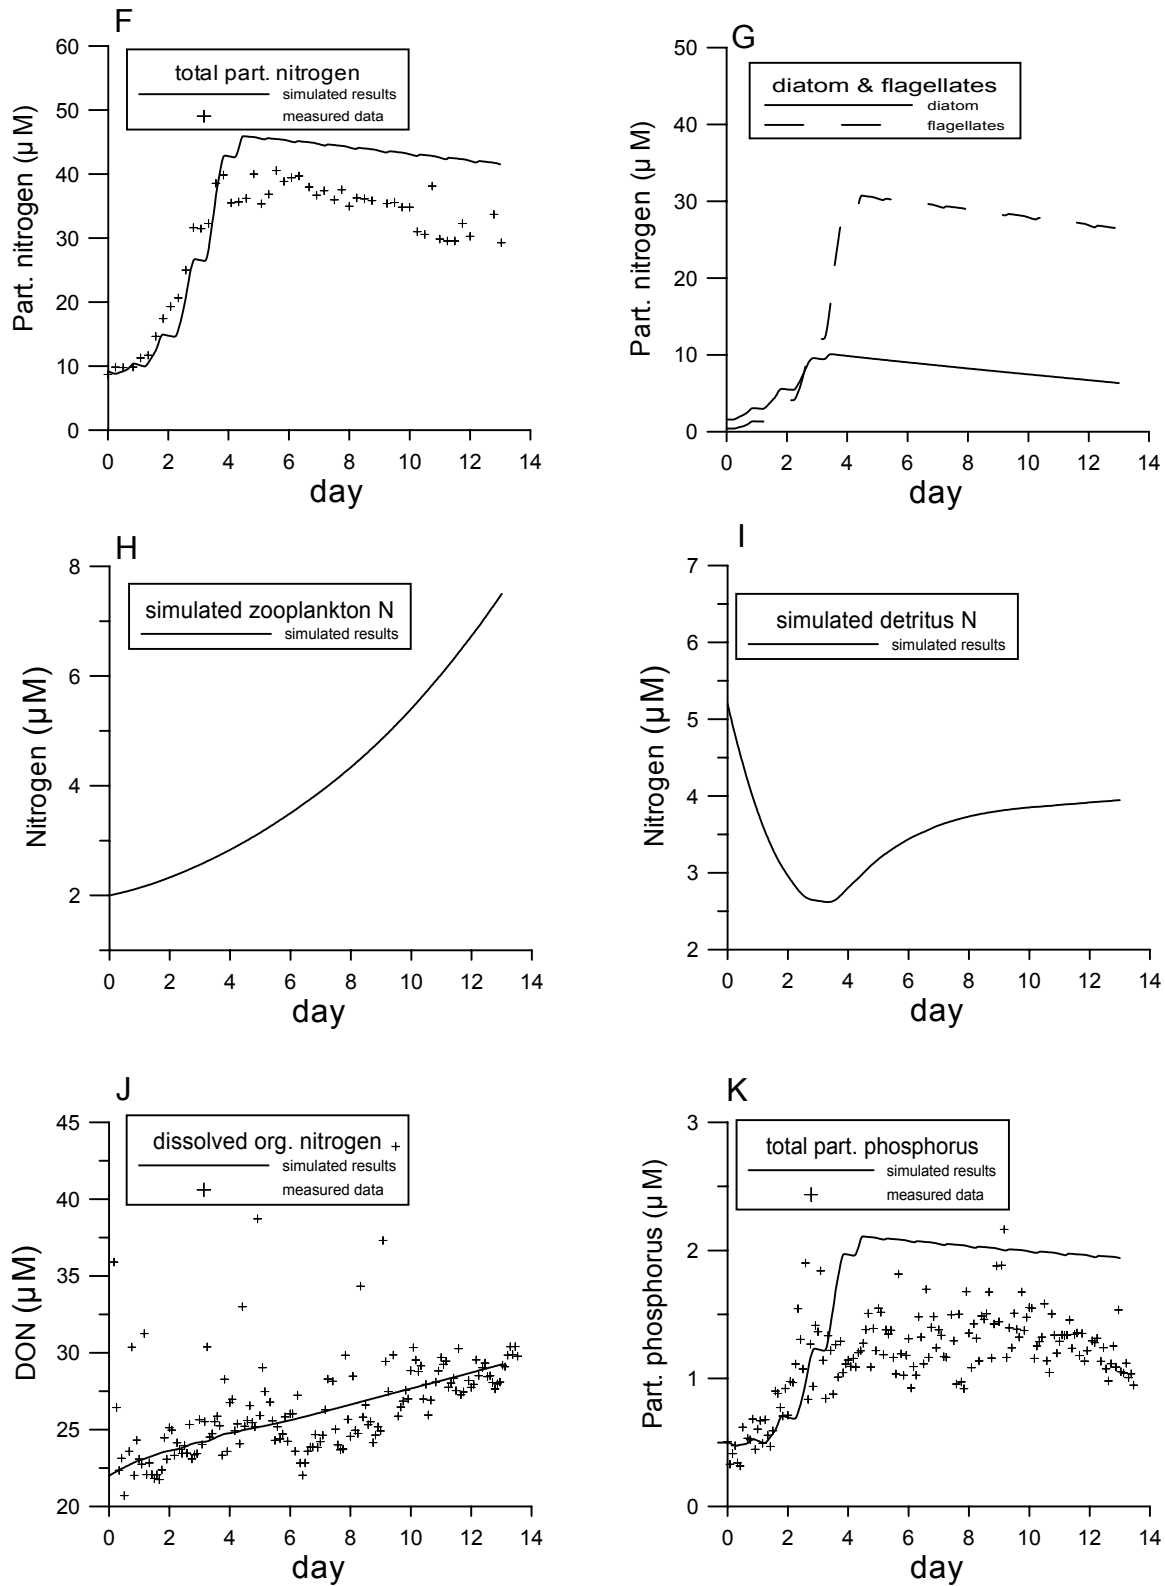 F
total part. nitrogen
simulated results
measured data
Part. nitrogen (µM)
60
50
40
30
20
10
0
0 2 4 6 8 10 12 14
day
G
diatom & flagellates
diatom
flagellates
Part. nitrogen (µM)
50
40
30
20
10
0
0 2 4 6 8 10 12 14
day
H
simulated zooplankton N
simulated results
Nitrogen (µM)
8
6
4
2
0 2 4 6 8 10 12 14
day
I
simulated detritus N
simulated results
Nitrogen (µM)
7
6
5
4
3
2
0 2 4 6 8 10 12 14
day
J
dissolved org. nitrogen
simulated results
measured data
DON (µM)
45
40
35
30
25
20
0 2 4 6 8 10 12 14
day
K
total part. phosphorus
simulated results
measured data
Part. phosphorus (µM)
3
2
1
0
0 2 4 6 8 10 12 14
day